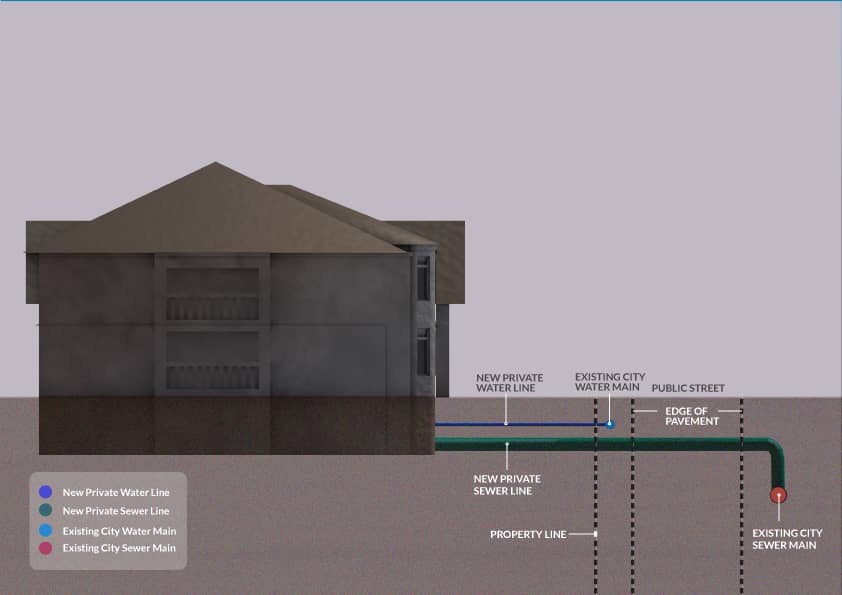 NEW PRIVATE
WATER LINE
EXISTING CITY
WATER MAIN
PUBLIC STREET
EDGE OF
PAVEMENT
NEW PRIVATE
SEWER LINE
PROPERTY LINE
EXISTING CITY
SEWER MAIN
New Private Water Line
New Private Sewer Line
Existing City Water Main
Existing City Sewer Main